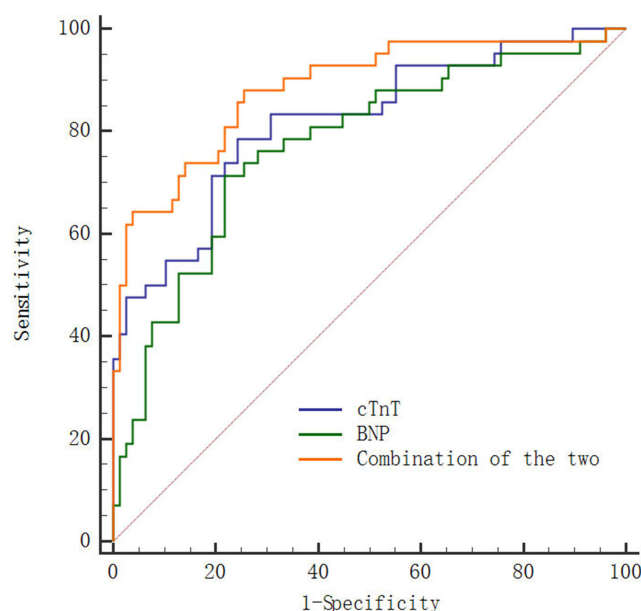 100
80
60
40
20
0
Sensitivity
cTnT
BNP
Combination of the two
0 20 40 60 80 100
1-Specificity